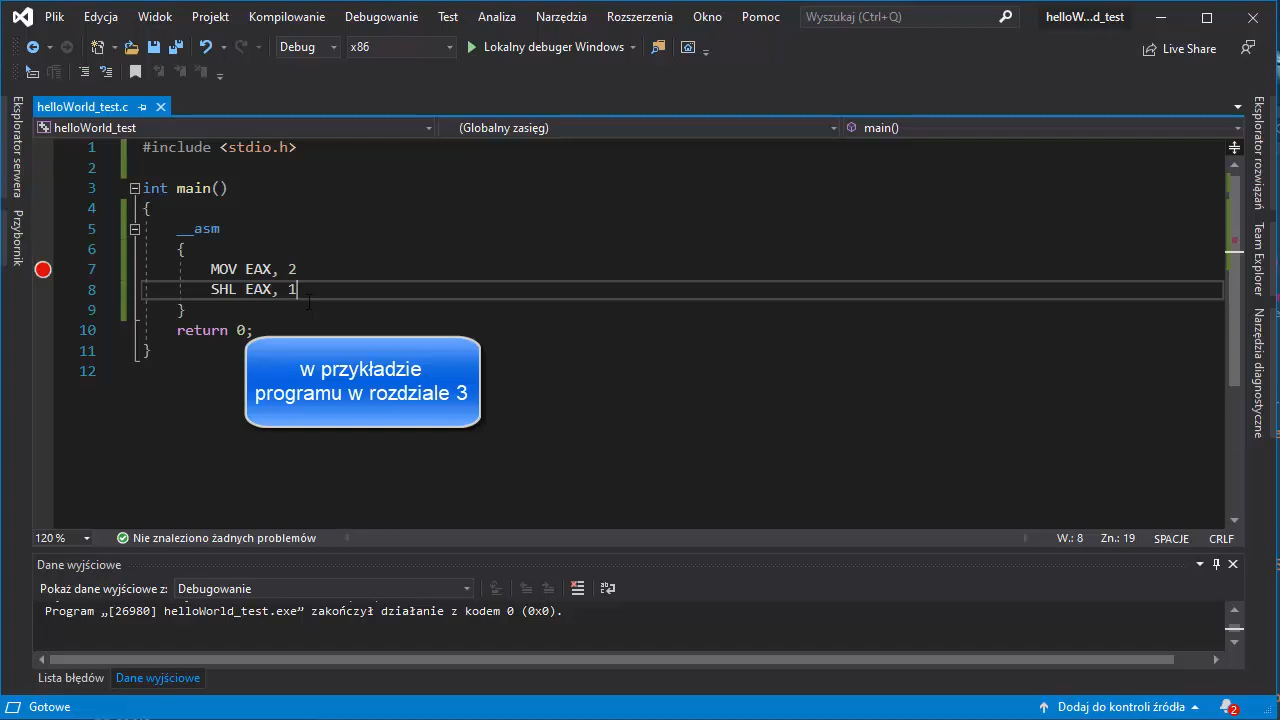 Plik Edycja Widok Projekt Kompilowanie Debugowanie Test Analiza Narzędzia Rozszerzenia Okno Pomoc Wyszukaj (Ctrl+Q) helloW...d_test
Debug x86 Lokalny debuger Windows Live Share
helloWorld_test.c
helloWorld_test (Globalny zasięg) main()
Eksplorator serwera
Przybornik
1 #include <stdio.h>
2
3 int main()
4 {
5 __asm
6 {
7 MOV EAX, 2
8 SHL EAX, 1
9 }
10 return 0;
11 }
12
w przykładzie
programu w rozdziale 3
Eksplorator rozwiązań
Team Explorer
Narzędzia diagnostyczne
120 % Nie znaleziono żadnych problemów W.: 8 Zn.: 19 SPACJE CRLF
Dane wyjściowe
Pokaż dane wyjściowe z: Debugowanie
Program „[26980] helloWorld_test.exe” zakończył działanie z kodem 0 (0x0).
Lista błędów Dane wyjściowe
Gotowe Dodaj do kontroli źródła 2